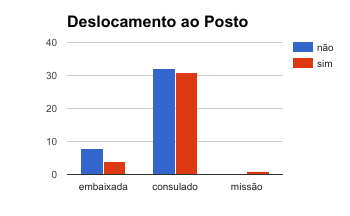 Deslocamento ao Posto
40
30
20
10
0
embaixada
consulado
missão
não
sim